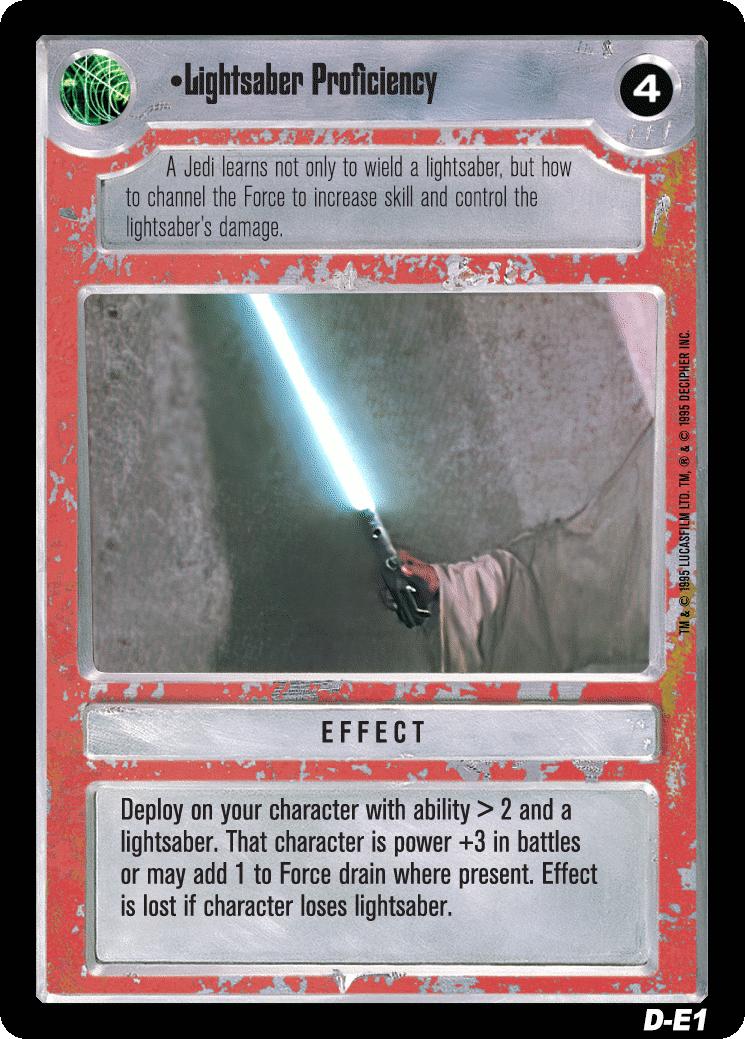 •Lightsaber Proficiency
4
A Jedi learns not only to wield a lightsaber, but how
to channel the Force to increase skill and control the
lightsaber's damage.
TM & © 1995 LUCASFILM LTD. TM, ® & © 1995 DECIPHER INC.
EFFECT
Deploy on your character with ability > 2 and a
lightsaber. That character is power +3 in battles
or may add 1 to Force drain where present. Effect
is lost if character loses lightsaber.
D-E1